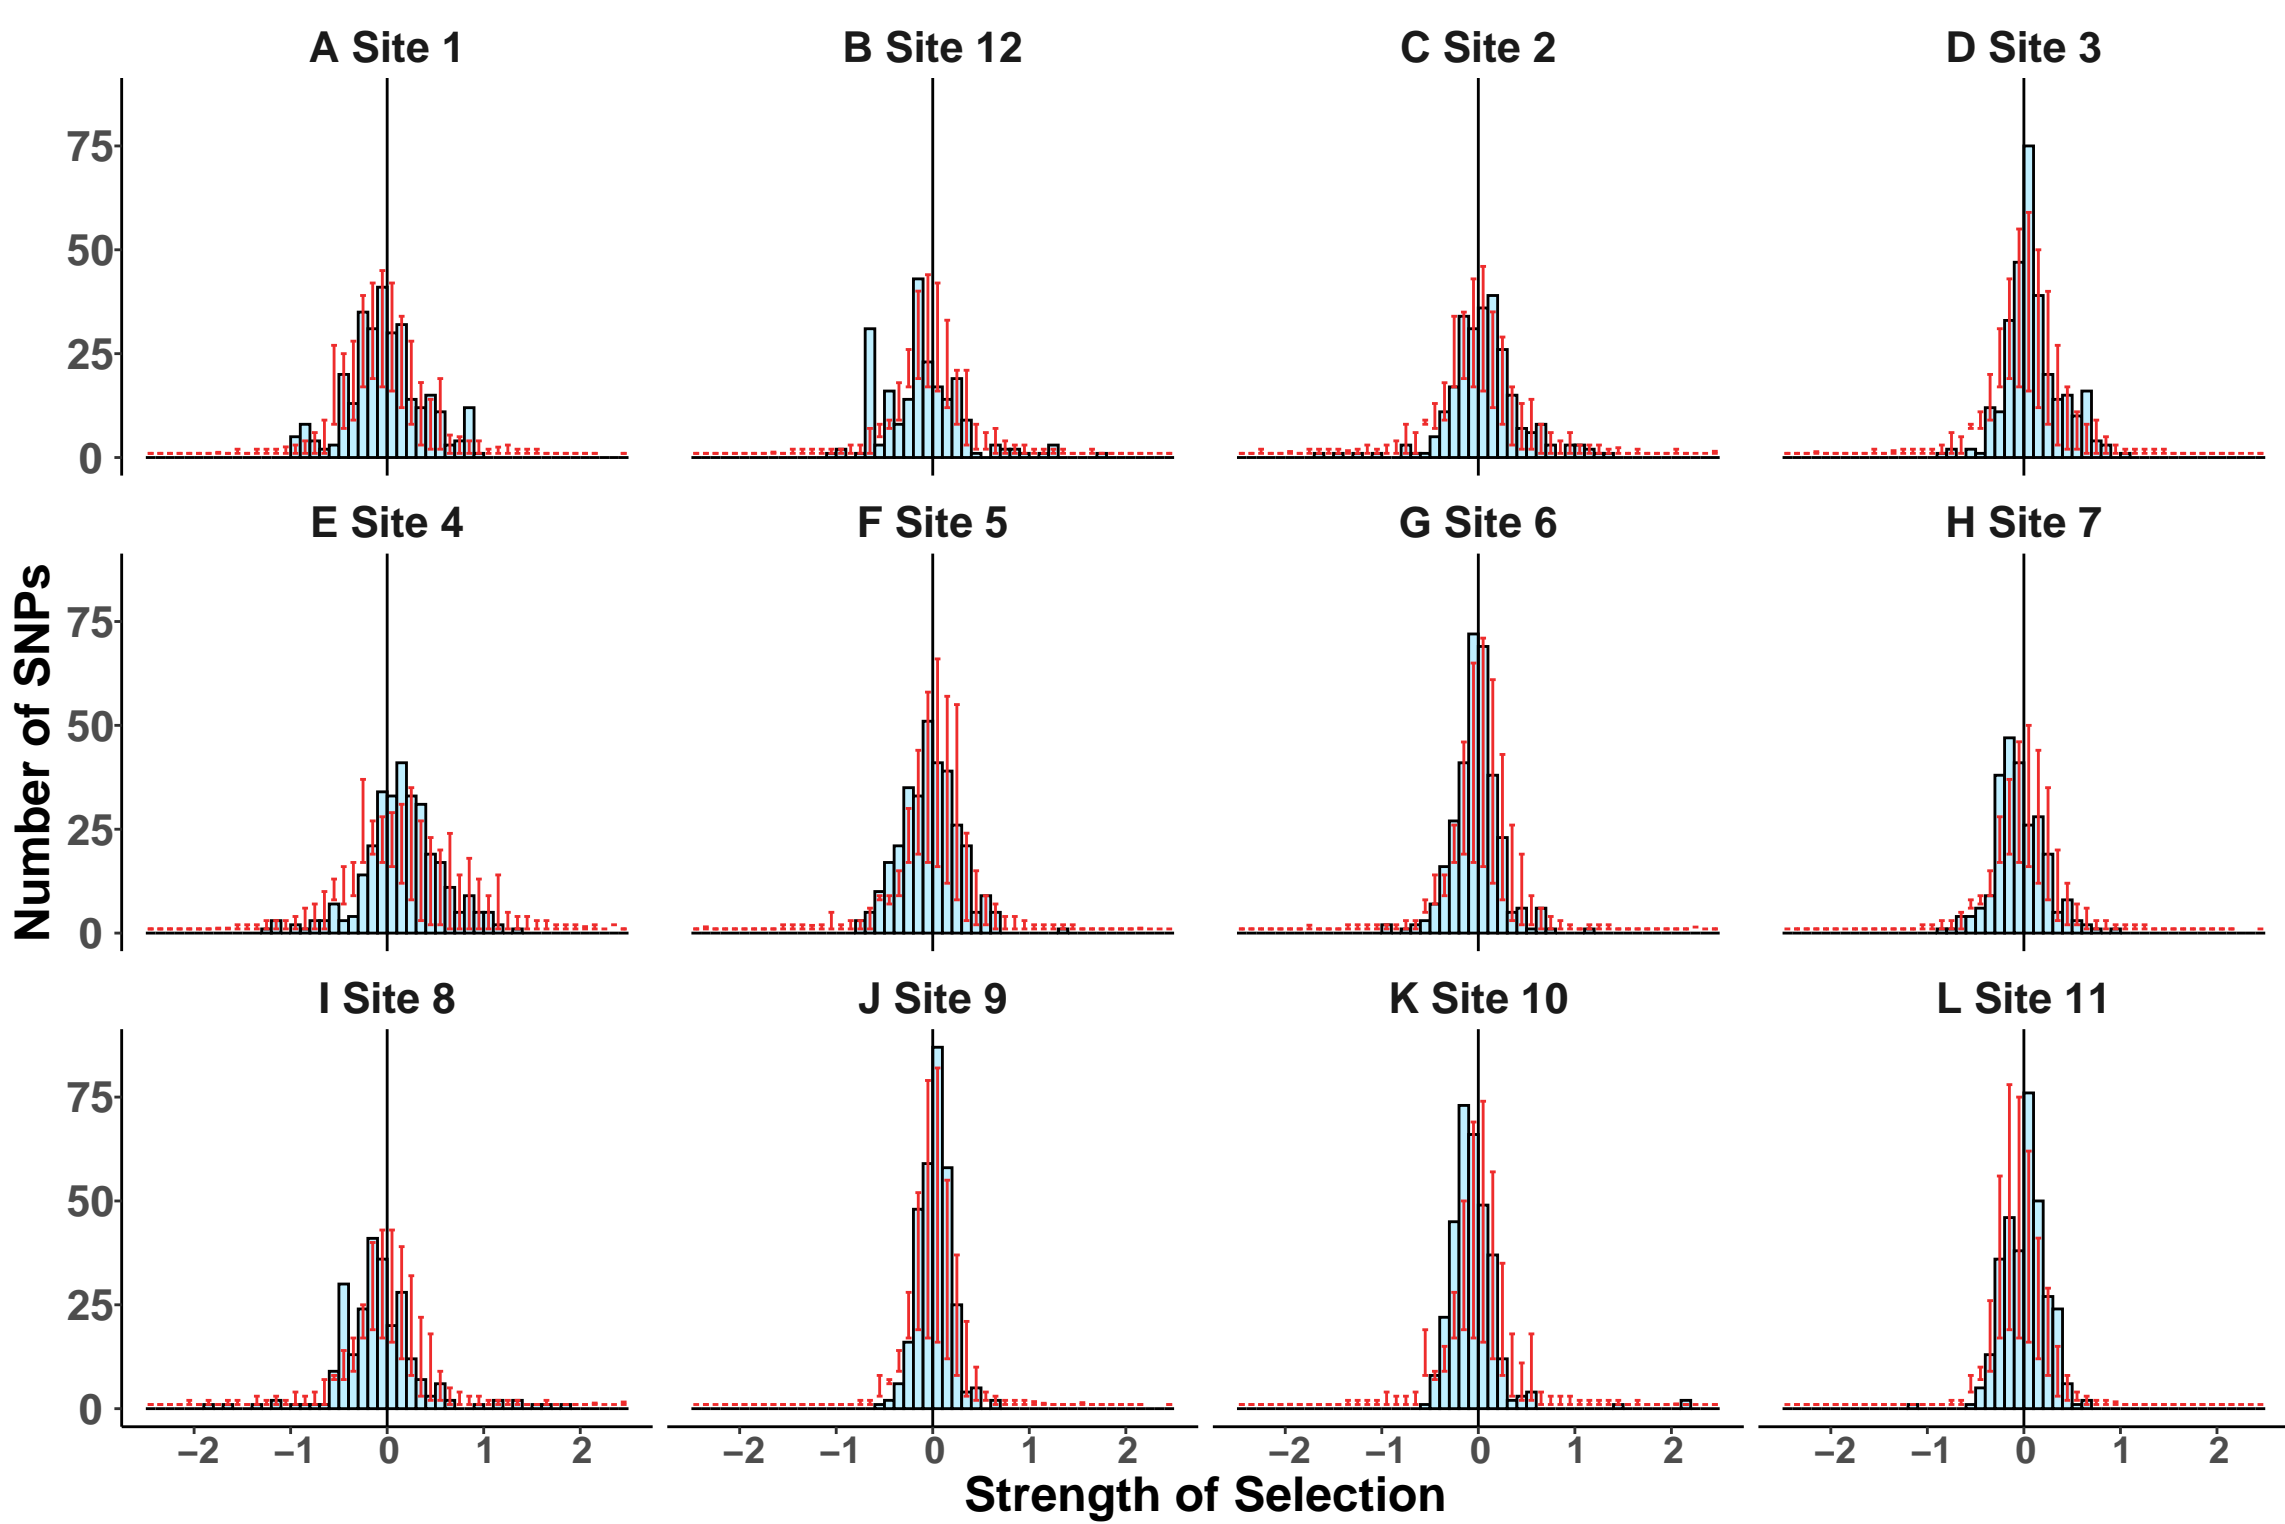 A Site 1
B Site 12
C Site 2
D Site 3
75
50
25
0
E Site 4
F Site 5
G Site 6
H Site 7
Number of SNPs
75
50
25
0
I Site 8
J Site 9
K Site 10
L Site 11
75
50
25
0
−2 −1 0 1 2
−2 −1 0 1 2
−2 −1 0 1 2
−2 −1 0 1 2
Strength of Selection